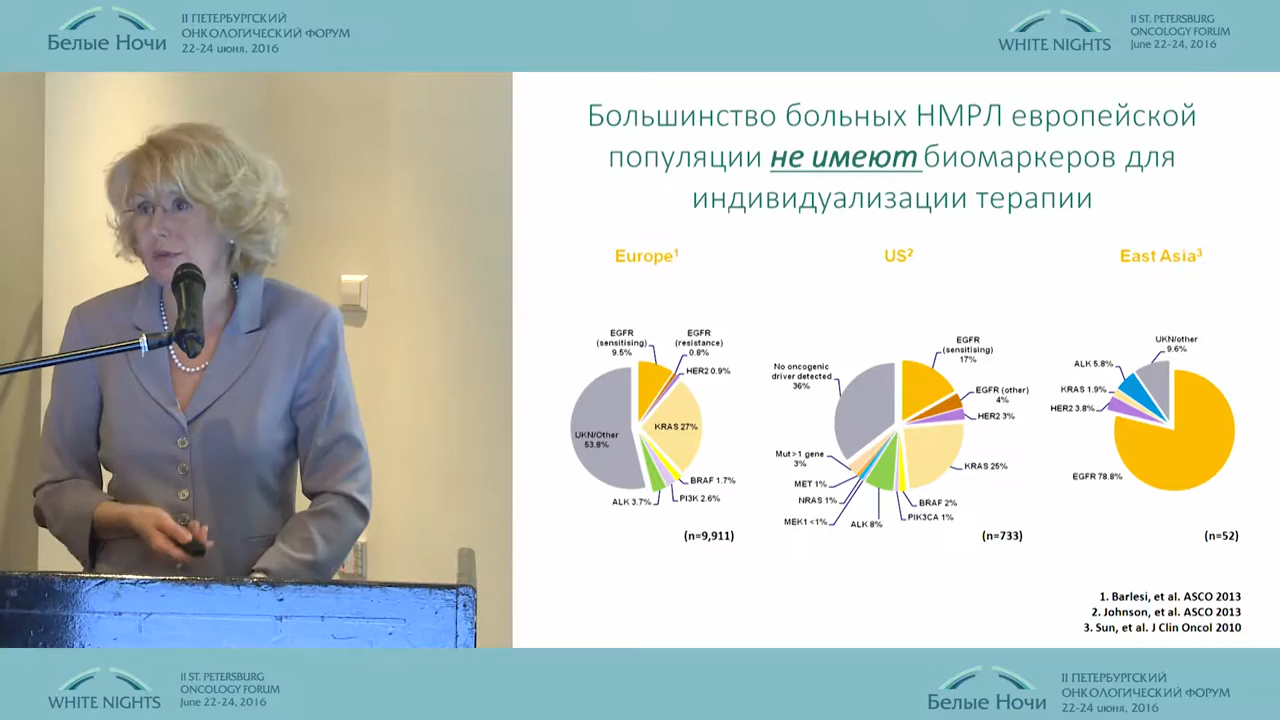 Белые Ночи
II ПЕТЕРБУРГСКИЙ
ОНКОЛОГИЧЕСКИЙ ФОРУМ
22-24 июня, 2016
WHITE NIGHTS
II ST. PETERSBURG
ONCOLOGY FORUM
June 22-24, 2016
Большинство больных НМРЛ европейской
популяции не имеют биомаркеров для
индивидуализации терапии
Europe1
EGFR
(sensitising)
9.5%
EGFR
(resistance)
0.8%
HER2 0.9%
KRAS 27%
BRAF 1.7%
PI3K 2.6%
ALK 3.7%
UKN/Other
53.8%
(n=9,911)
US2
No oncogenic
driver detected
36%
EGFR
(sensitising)
17%
EGFR (other)
4%
HER2 3%
KRAS 25%
BRAF 2%
PIK3CA 1%
ALK 8%
MEK1 <1%
NRAS 1%
MET 1%
Mut>1 gene
3%
(n=733)
East Asia3
UKN/other
9.6%
ALK 5.8%
KRAS 1.9%
HER2 3.8%
EGFR 78.8%
(n=52)
1. Barlesi, et al. ASCO 2013
2. Johnson, et al. ASCO 2013
3. Sun, et al. J Clin Oncol 2010
WHITE NIGHTS
II ST. PETERSBURG
ONCOLOGY FORUM
June 22-24, 2016
Белые Ночи
II ПЕТЕРБУРГСКИЙ
ОНКОЛОГИЧЕСКИЙ ФОРУМ
22-24 июня, 2016